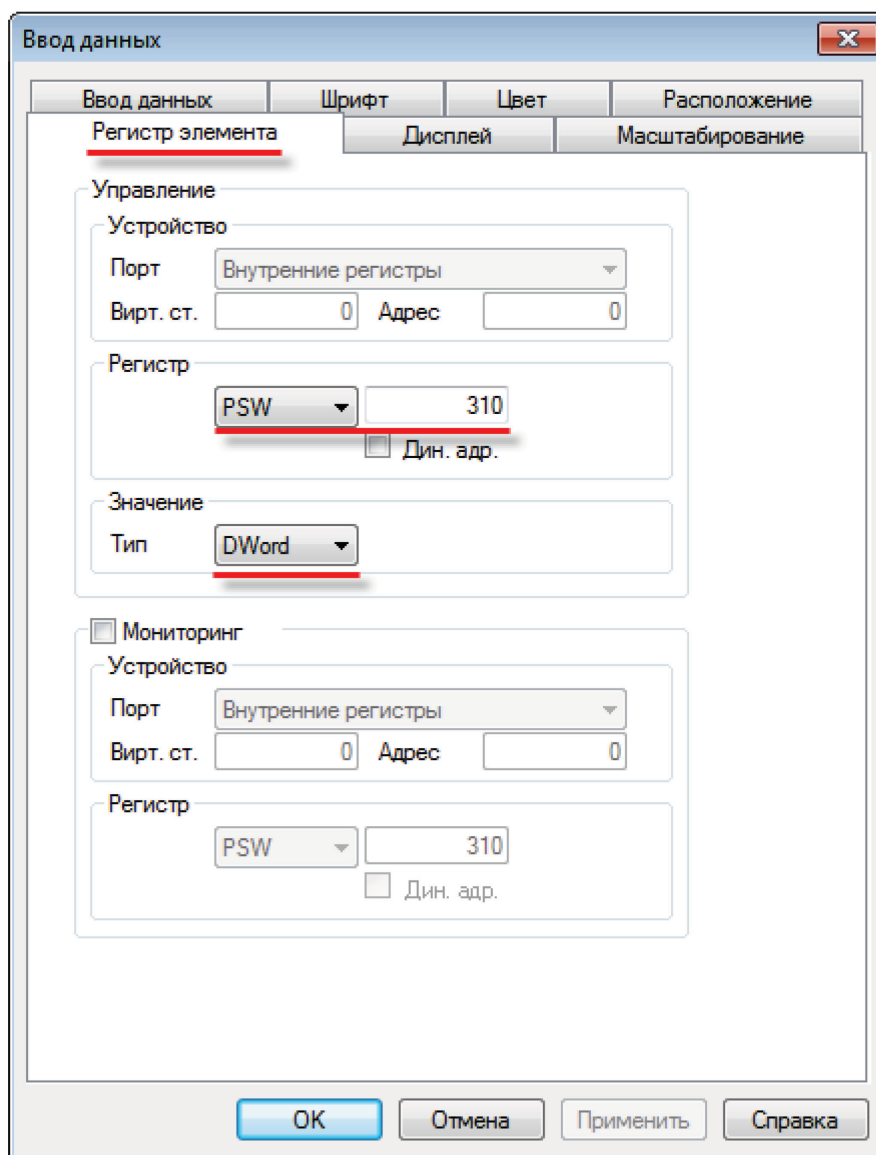 Ввод данных
Ввод данных Шрифт Цвет Расположение
Регистр элемента Дисплей Масштабирование
Управление
Устройство
Порт Внутренние регистры
Вирт. ст. 0 Адрес 0
Регистр
PSW 310
Дин. адр.
Значение
Тип DWord
Мониторинг
Устройство
Порт Внутренние регистры
Вирт. ст. 0 Адрес 0
Регистр
PSW 310
Дин. адр.
OK Отмена Применить Справка